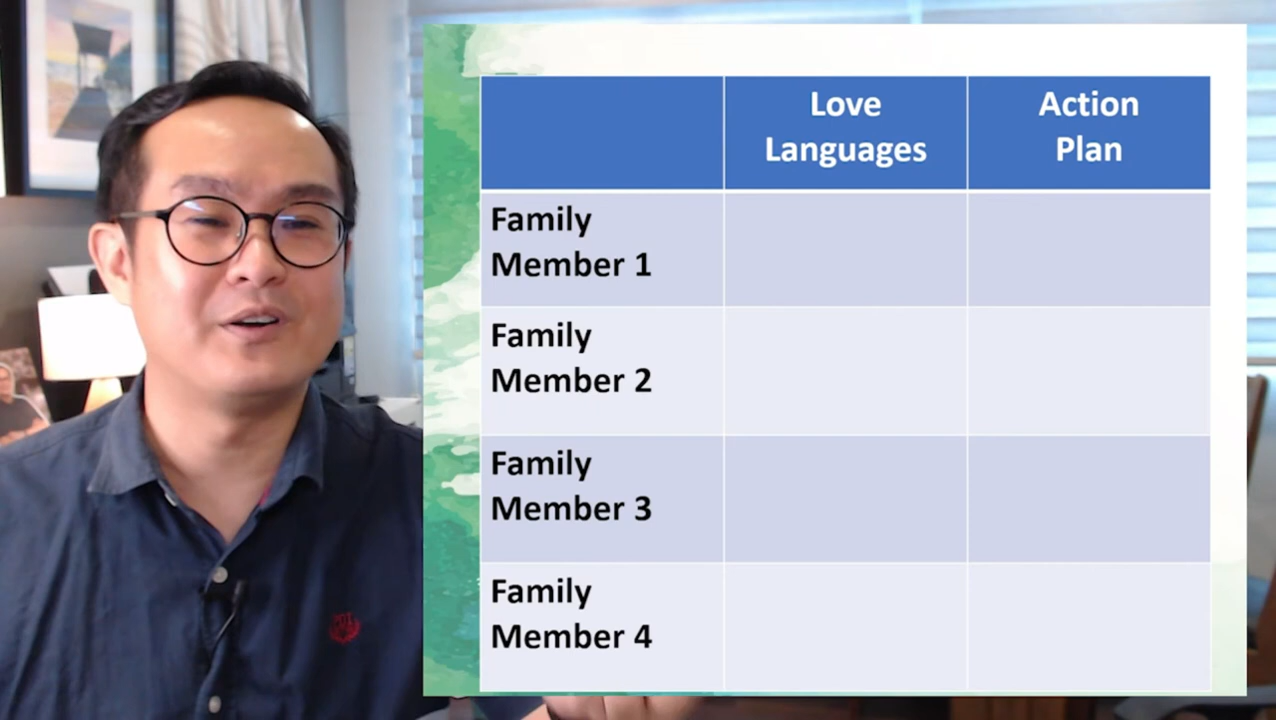 Love
Languages
Action
Plan
Family
Member 1
Family
Member 2
Family
Member 3
Family
Member 4